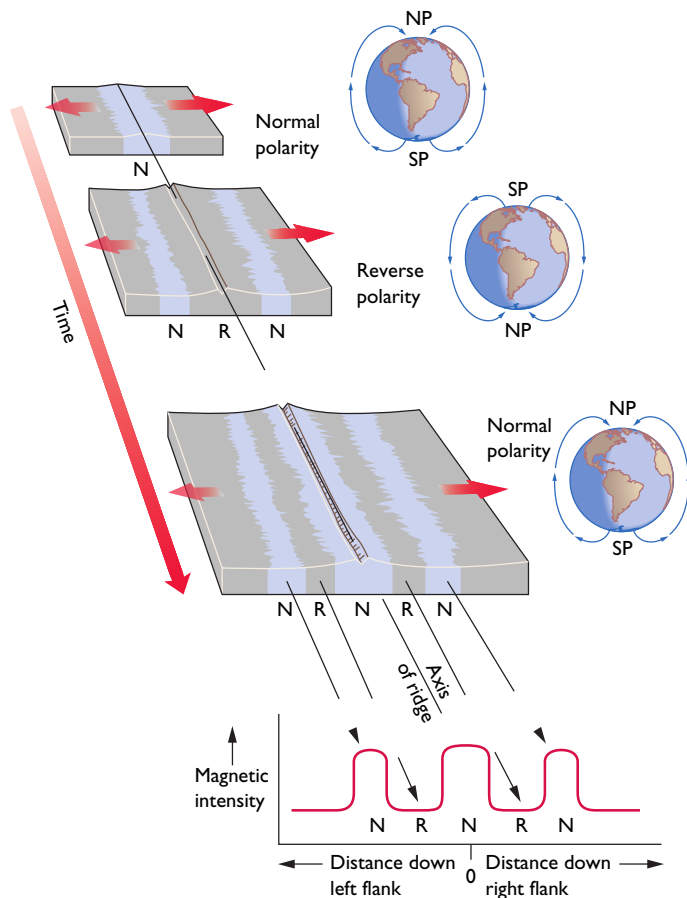 NP
Normal
polarity
SP
N
SP
Reverse
polarity
NP
N R N
Time
NP
Normal
polarity
SP
N R N R N
Axis
of ridge
Magnetic
intensity
N R N R N
Distance down
left flank
0
Distance down
right flank